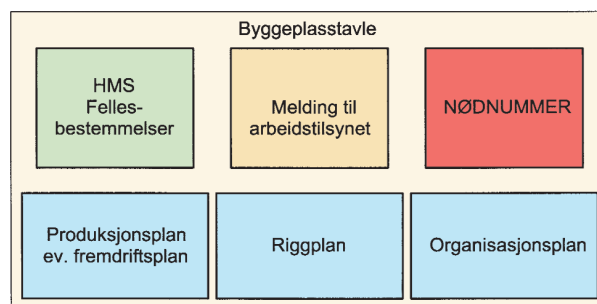 Byggeplasstavle
HMS
Felles-
bestemmelser
Melding til
arbeidstilsynet
NØDNUMMER
Produksjonsplan
ev. fremdriftsplan
Riggplan
Organisasjonsplan